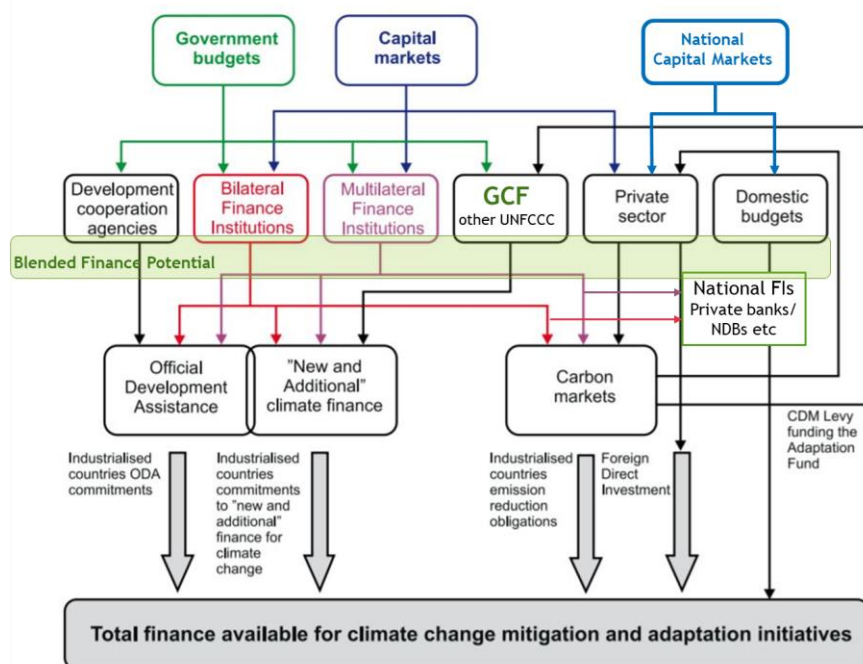 Government
budgets
Capital
markets
National
Capital Markets
Development
cooperation
agencies
Bilateral
Finance
Institutions
Multilateral
Finance
Institutions
GCF
other UNFCCC
Private
sector
Domestic
budgets
Blended Finance Potential
National FIs
Private banks/
NDBs etc
Official
Development
Assistance
"New and
Additional"
climate finance
Carbon
markets
CDM Levy
funding the
Adaptation
Fund
Industrialised
countries ODA
commitments
Industrialised
countries
commitments
to "new and
additional"
finance for
climate
change
Industrialised
countries
emission
reduction
obligations
Foreign
Direct
Investment
Total finance available for climate change mitigation and adaptation initiatives